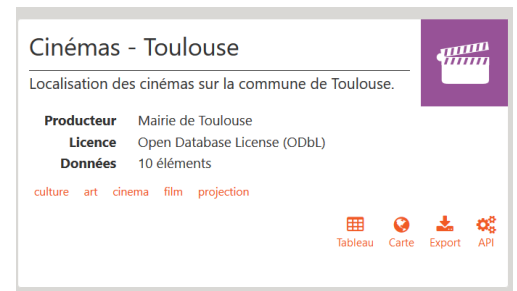 Cinémas - Toulouse
Localisation des cinémas sur la commune de Toulouse.
Producteur Mairie de Toulouse
Licence Open Database License (ODbL)
Données 10 éléments
culture art cinema film projection
Tableau Carte Export API